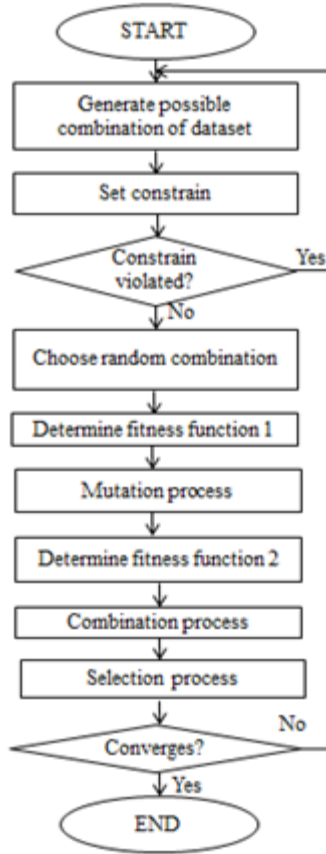 START
Generate possible
combination of dataset
Set constrain
Constrain
violated?
Yes
No
Choose random combination
Determine fitness function 1
Mutation process
Determine fitness function 2
Combination process
Selection process
Converges?
No
Yes
END